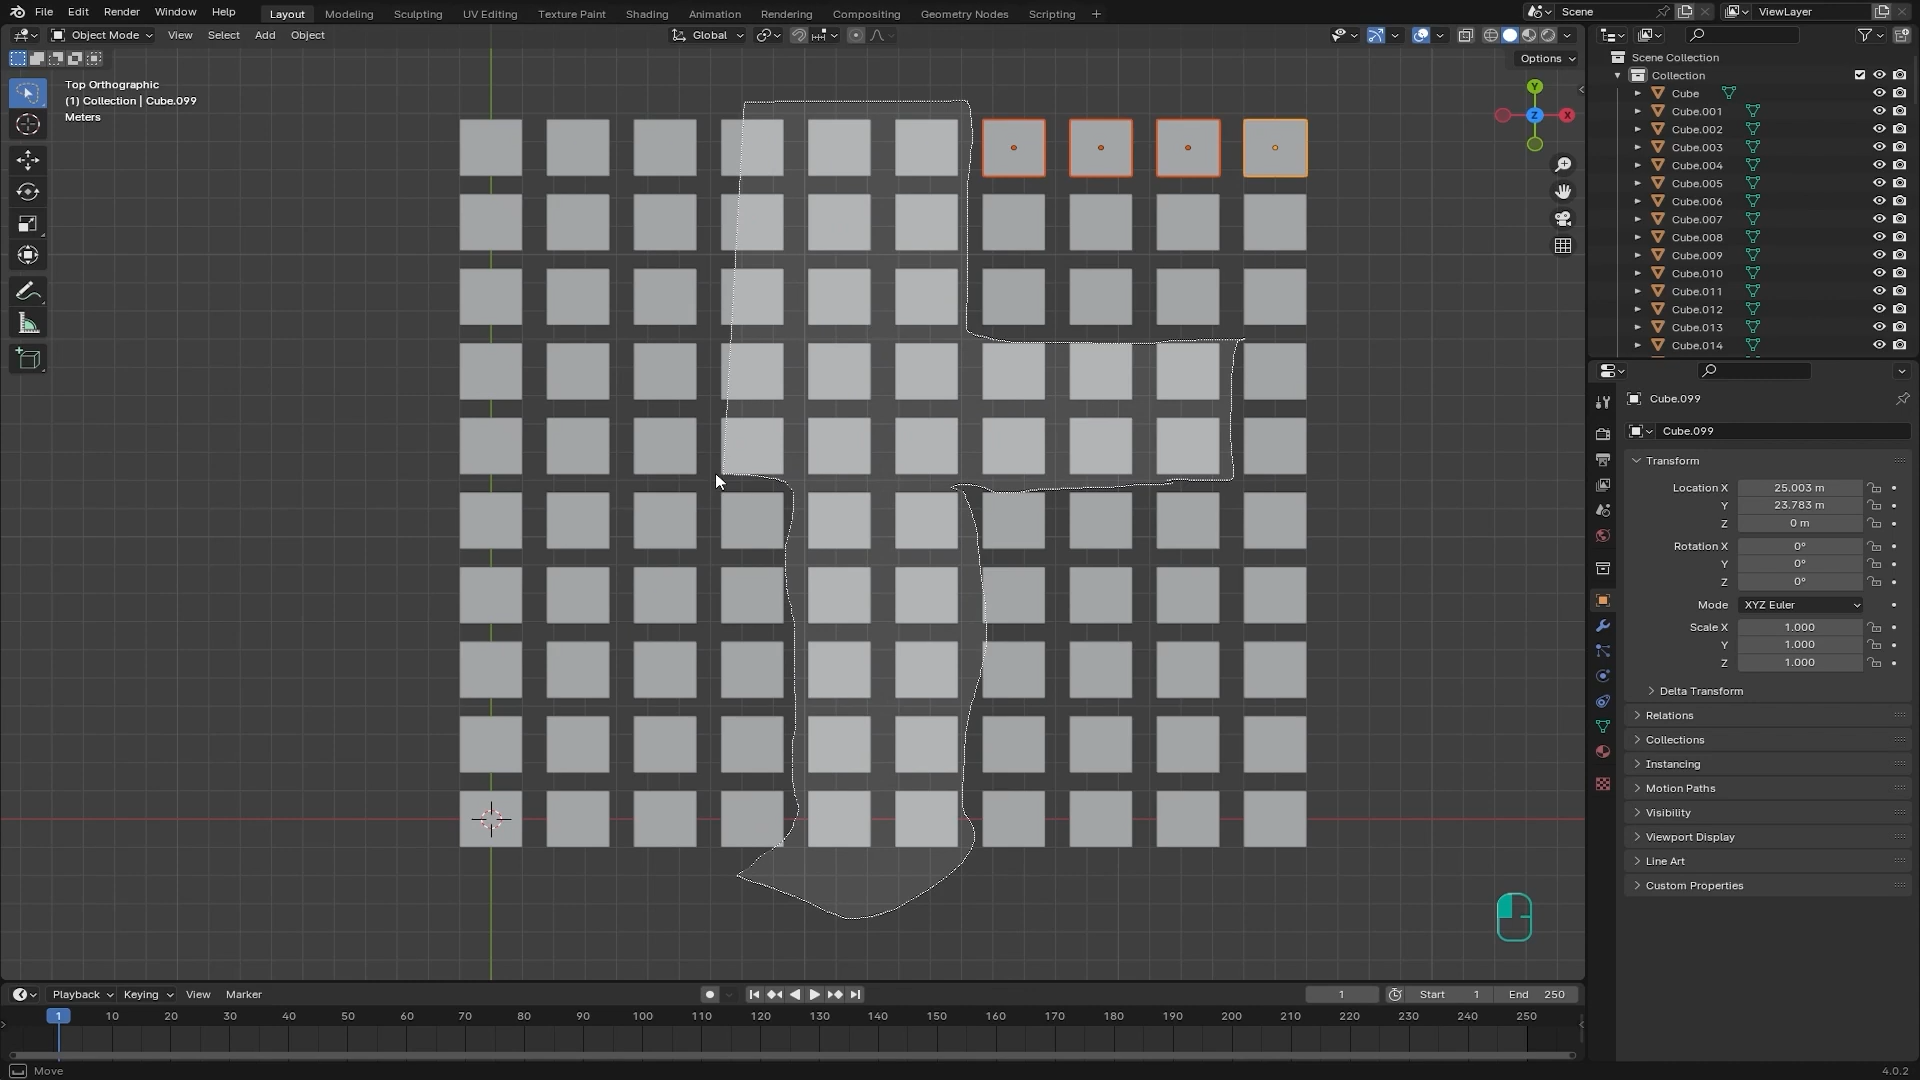 File Edit Render Window Help
Layout Modeling Sculpting UV Editing Texture Paint Shading Animation Rendering Compositing Geometry Nodes Scripting +
Scene
ViewLayer
Object Mode View Select Add Object
Global
Options
Top Orthographic
(1) Collection | Cube.099
Meters
Y
Z
X
Scene Collection
Collection
Cube
Cube.001
Cube.002
Cube.003
Cube.004
Cube.005
Cube.006
Cube.007
Cube.008
Cube.009
Cube.010
Cube.011
Cube.012
Cube.013
Cube.014
Cube.099
Cube.099
Transform
Location X 25.003 m
Y 23.783 m
Z 0 m
Rotation X 0°
Y 0°
Z 0°
Mode XYZ Euler
Scale X 1.000
Y 1.000
Z 1.000
Delta Transform
Relations
Collections
Instancing
Motion Paths
Visibility
Viewport Display
Line Art
Custom Properties
Playback Keying View Marker
1 Start 1 End 250
1 10 20 30 40 50 60 70 80 90 100 110 120 130 140 150 160 170 180 190 200 210 220 230 240 250
Move
4.0.2